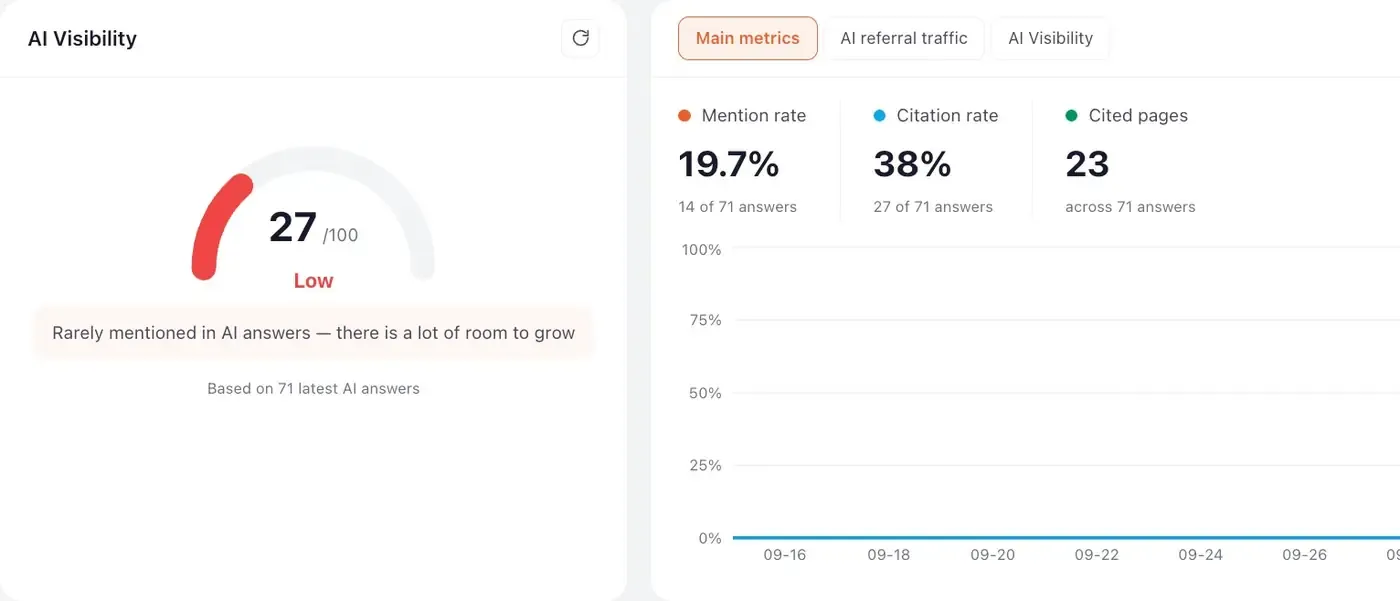 AI Visibility
27 /100
Low
Rarely mentioned in AI answers — there is a lot of room to grow
Based on 71 latest AI answers
Main metrics AI referral traffic AI Visibility
Mention rate Citation rate Cited pages
19.7% 38% 23
14 of 71 answers 27 of 71 answers across 71 answers
100%
75%
50%
25%
0%
09-16 09-18 09-20 09-22 09-24 09-26